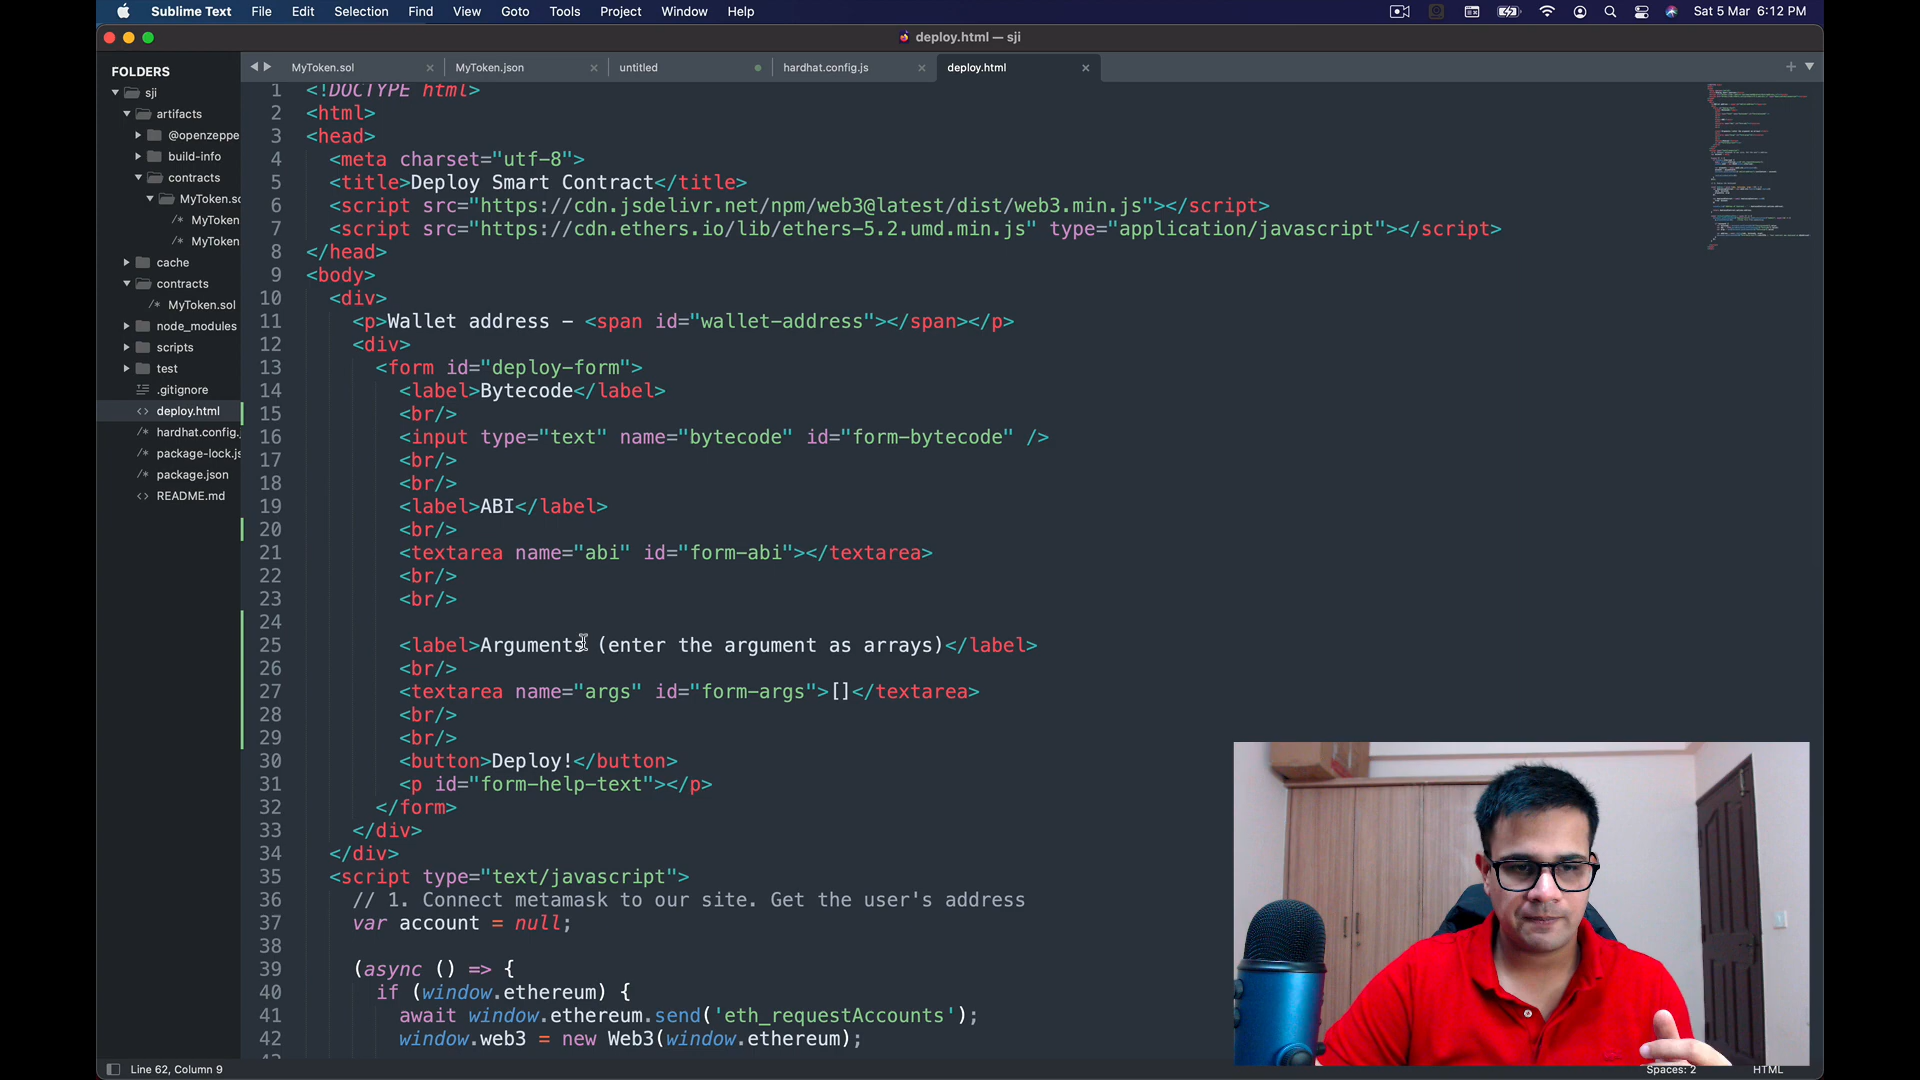 Sublime Text File Edit Selection Find View Goto Tools Project Window Help Sat 5 Mar 6:12 PM
deploy.html — sji
FOLDERS
sji
artifacts
@openzeppe
build-info
contracts
MyToken.so
/* MyToken
/* MyToken
cache
contracts
/* MyToken.sol
node_modules
scripts
test
.gitignore
<> deploy.html
/* hardhat.config.j
/* package-lock.js
/* package.json
<> README.md
MyToken.sol MyToken.json untitled hardhat.config.js deploy.html
1 <!DOCTYPE html>
2 <html>
3 <head>
4 <meta charset="utf-8">
5 <title>Deploy Smart Contract</title>
6 <script src="https://cdn.jsdelivr.net/npm/web3@latest/dist/web3.min.js"></script>
7 <script src="https://cdn.ethers.io/lib/ethers-5.2.umd.min.js" type="application/javascript"></script>
8 </head>
9 <body>
10 <div>
11 <p>Wallet address – <span id="wallet-address"></span></p>
12 <div>
13 <form id="deploy-form">
14 <label>Bytecode</label>
15 <br/>
16 <input type="text" name="bytecode" id="form-bytecode" />
17 <br/>
18 <br/>
19 <label>ABI</label>
20 <br/>
21 <textarea name="abi" id="form-abi"></textarea>
22 <br/>
23 <br/>
24
25 <label>Arguments (enter the argument as arrays)</label>
26 <br/>
27 <textarea name="args" id="form-args">[]</textarea>
28 <br/>
29 <br/>
30 <button>Deploy!</button>
31 <p id="form-help-text"></p>
32 </form>
33 </div>
34 </div>
35 <script type="text/javascript">
36 // 1. Connect metamask to our site. Get the user's address
37 var account = null;
38
39 (async () => {
40 if (window.ethereum) {
41 await window.ethereum.send('eth_requestAccounts');
42 window.web3 = new Web3(window.ethereum);
Line 62, Column 9 Spaces: 2 HTML